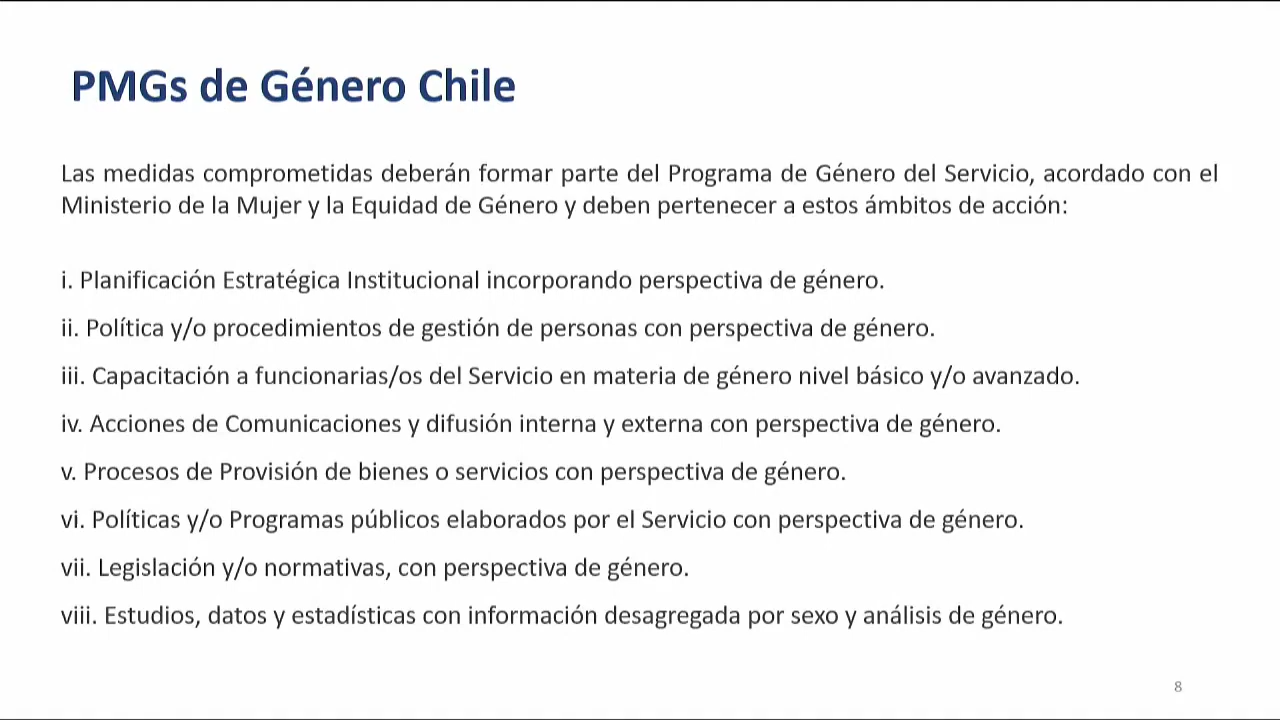 PMGs de Género Chile
Las medidas comprometidas deberán formar parte del Programa de Género del Servicio, acordado con el
Ministerio de la Mujer y la Equidad de Género y deben pertenecer a estos ámbitos de acción:
i. Planificación Estratégica Institucional incorporando perspectiva de género.
ii. Política y/o procedimientos de gestión de personas con perspectiva de género.
iii. Capacitación a funcionarias/os del Servicio en materia de género nivel básico y/o avanzado.
iv. Acciones de Comunicaciones y difusión interna y externa con perspectiva de género.
v. Procesos de Provisión de bienes o servicios con perspectiva de género.
vi. Políticas y/o Programas públicos elaborados por el Servicio con perspectiva de género.
vii. Legislación y/o normativas, con perspectiva de género.
viii. Estudios, datos y estadísticas con información desagregada por sexo y análisis de género.
8